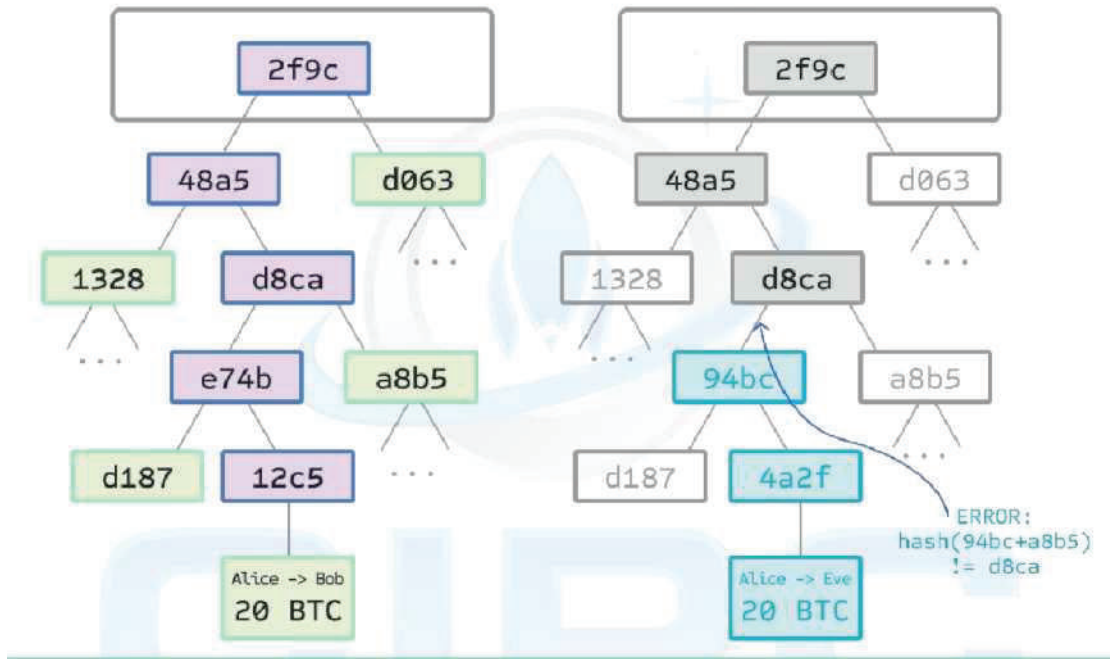 2f9c
48a5
d063
1328
d8ca
...
...
e74b
a8b5
d187
12c5
...
Alice -> Bob
20 BTC
2f9c
48a5
d063
1328
d8ca
...
...
94bc
a8b5
d187
4a2f
...
ERROR:
hash(94bc+a8b5)
!= d8ca
Alice -> Eve
20 BTC